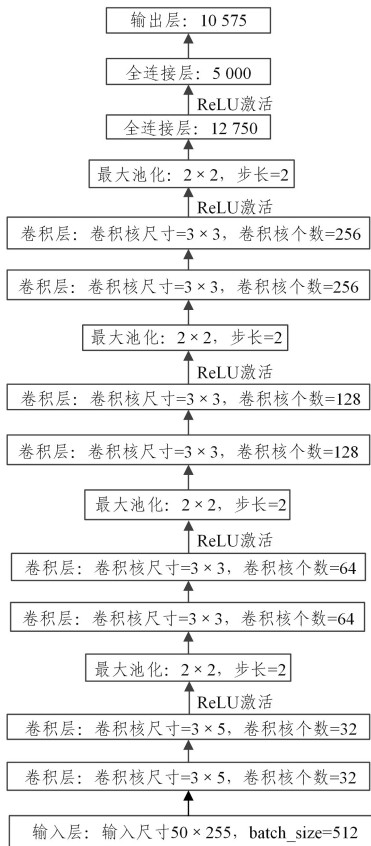 输出层：10 575
全连接层：5 000
ReLU激活
全连接层：12 750
最大池化：2 × 2，步长=2
ReLU激活
卷积层：卷积核尺寸=3 × 3，卷积核个数=256
卷积层：卷积核尺寸=3 × 3，卷积核个数=256
最大池化：2 × 2，步长=2
ReLU激活
卷积层：卷积核尺寸=3 × 3，卷积核个数=128
卷积层：卷积核尺寸=3 × 3，卷积核个数=128
最大池化：2 × 2，步长=2
ReLU激活
卷积层：卷积核尺寸=3 × 3，卷积核个数=64
卷积层：卷积核尺寸=3 × 3，卷积核个数=64
最大池化：2 × 2，步长=2
ReLU激活
卷积层：卷积核尺寸=3 × 5，卷积核个数=32
卷积层：卷积核尺寸=3 × 5，卷积核个数=32
输入层：输入尺寸50 × 255，batch_size=512